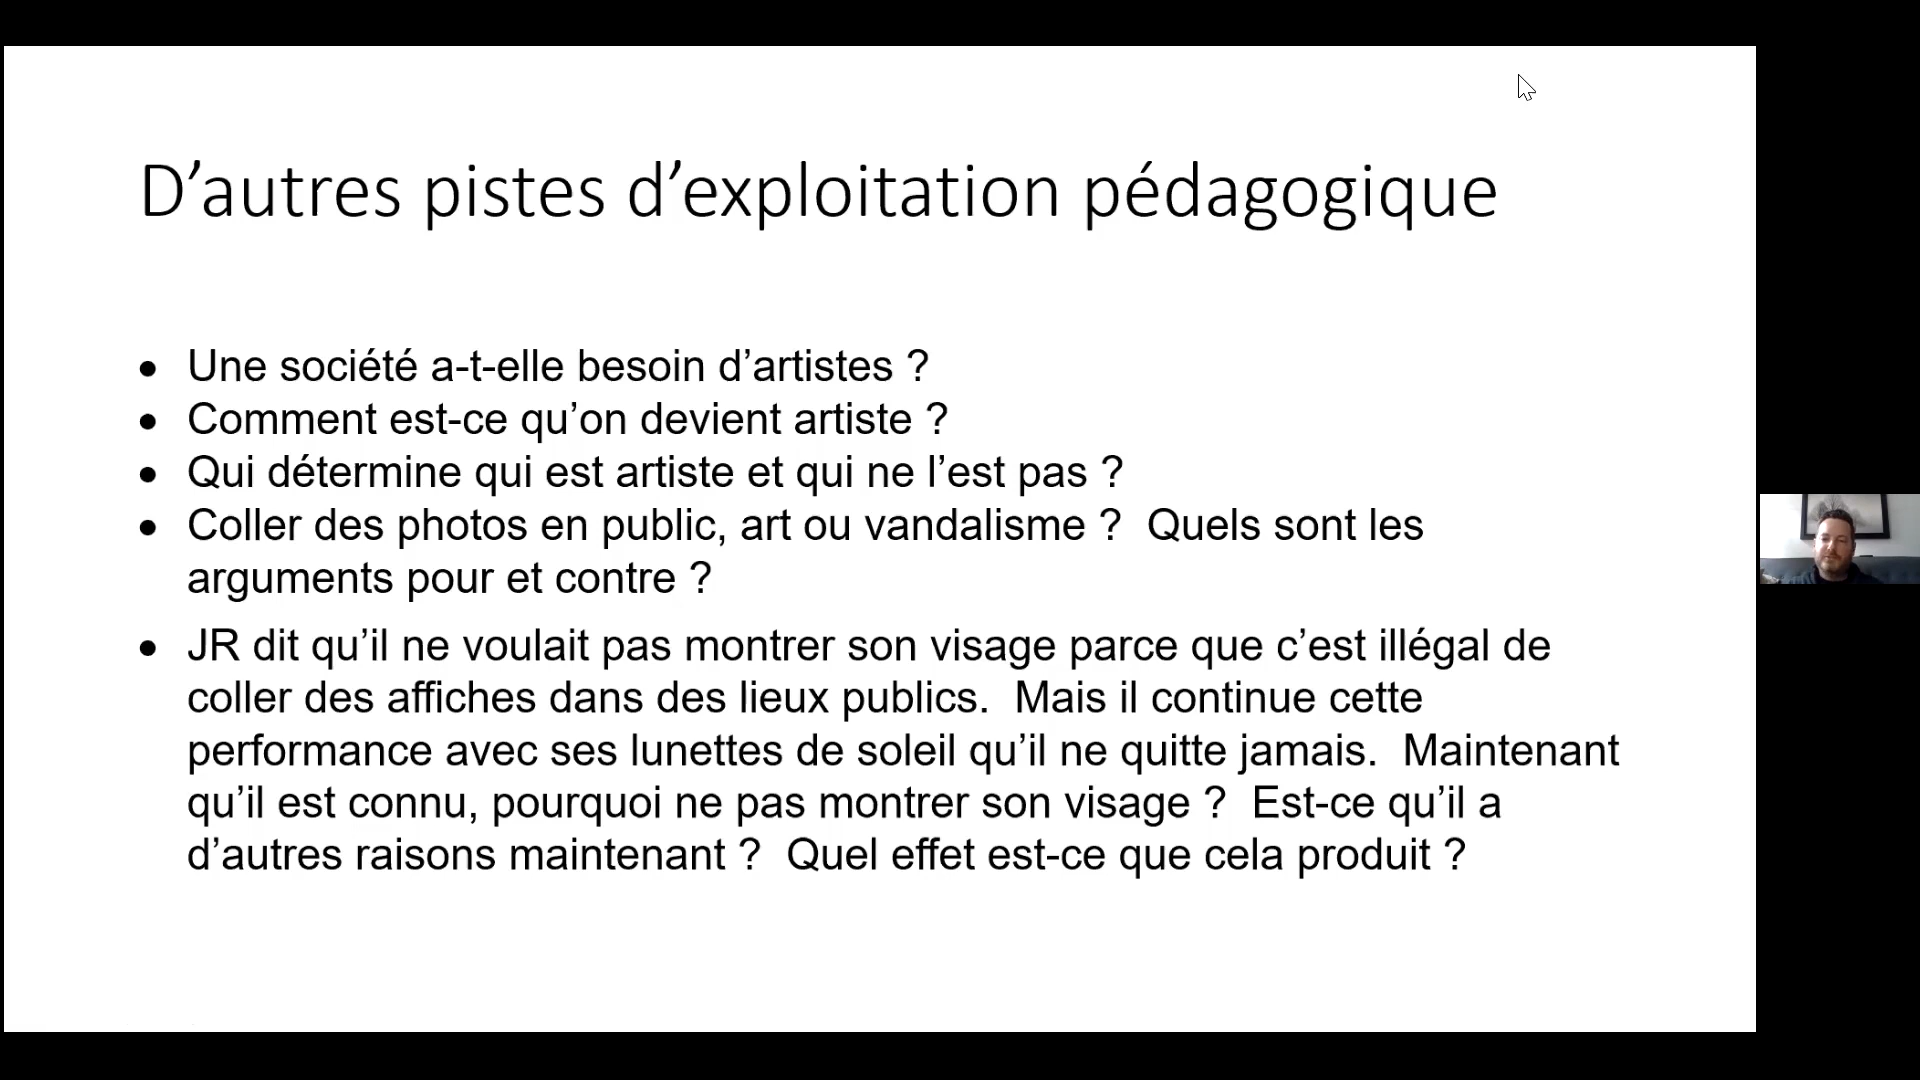 D’autres pistes d’exploitation pédagogique
• Une société a-t-elle besoin d’artistes ?
• Comment est-ce qu’on devient artiste ?
• Qui détermine qui est artiste et qui ne l’est pas ?
• Coller des photos en public, art ou vandalisme ?  Quels sont les
arguments pour et contre ?
• JR dit qu’il ne voulait pas montrer son visage parce que c’est illégal de
coller des affiches dans des lieux publics.  Mais il continue cette
performance avec ses lunettes de soleil qu’il ne quitte jamais.  Maintenant
qu’il est connu, pourquoi ne pas montrer son visage ?  Est-ce qu’il a
d’autres raisons maintenant ?  Quel effet est-ce que cela produit ?